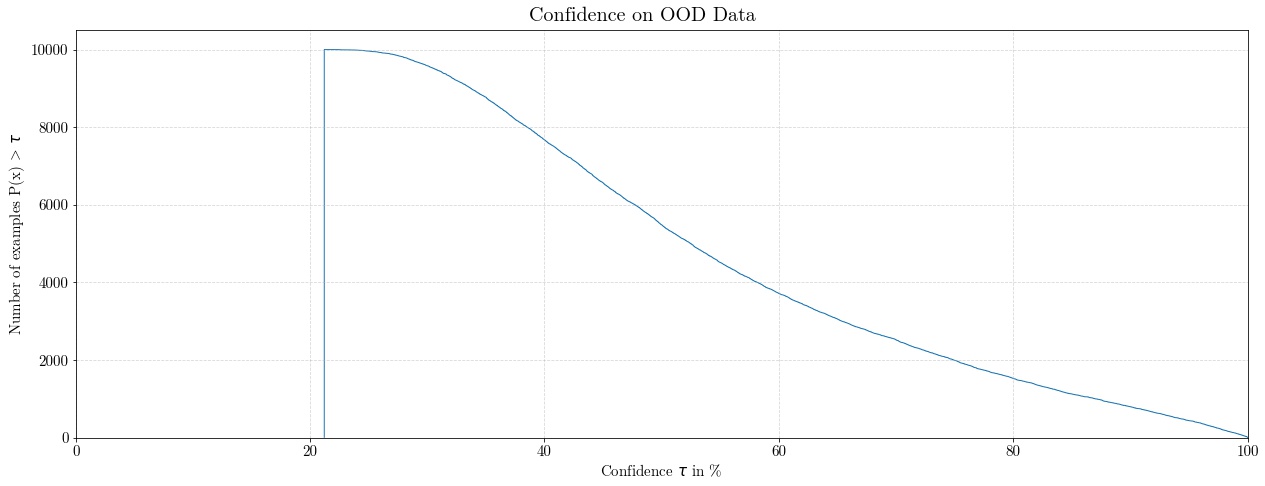 Confidence on OOD Data
Number of examples P(x) > τ
10000
8000
6000
4000
2000
0
0 20 40 60 80 100
Confidence τ in %